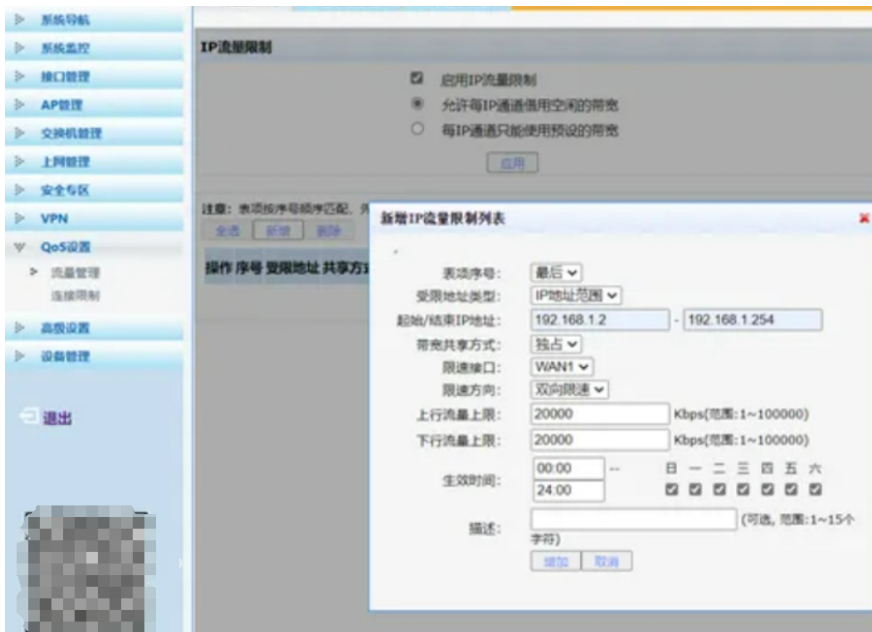 系统导航
系统监控
接口管理
AP管理
交换机管理
上网管理
安全专区
VPN
QoS设置
流量管理
连接限制
高级设置
设备管理
退出
IP流量限制
启用IP流量限制
允许每IP通道借用空闲的带宽
每IP通道只能使用预设的带宽
应用
注意: 表项按序号顺序匹配, 先
全选 新增 删除
操作 序号 受限地址 共享方式
新增IP流量限制列表
表项序号: 最后
受限地址类型: IP地址范围
起始/结束IP地址: 192.168.1.2 - 192.168.1.254
带宽共享方式: 独占
限速接口: WAN1
限速方向: 双向限速
上行流量上限: 20000 Kbps(范围:1~100000)
下行流量上限: 20000 Kbps(范围:1~100000)
生效时间: 00:00 -- 24:00 日 一 二 三 四 五 六
描述: (可选, 范围:1~15个
字符)
增加 取消